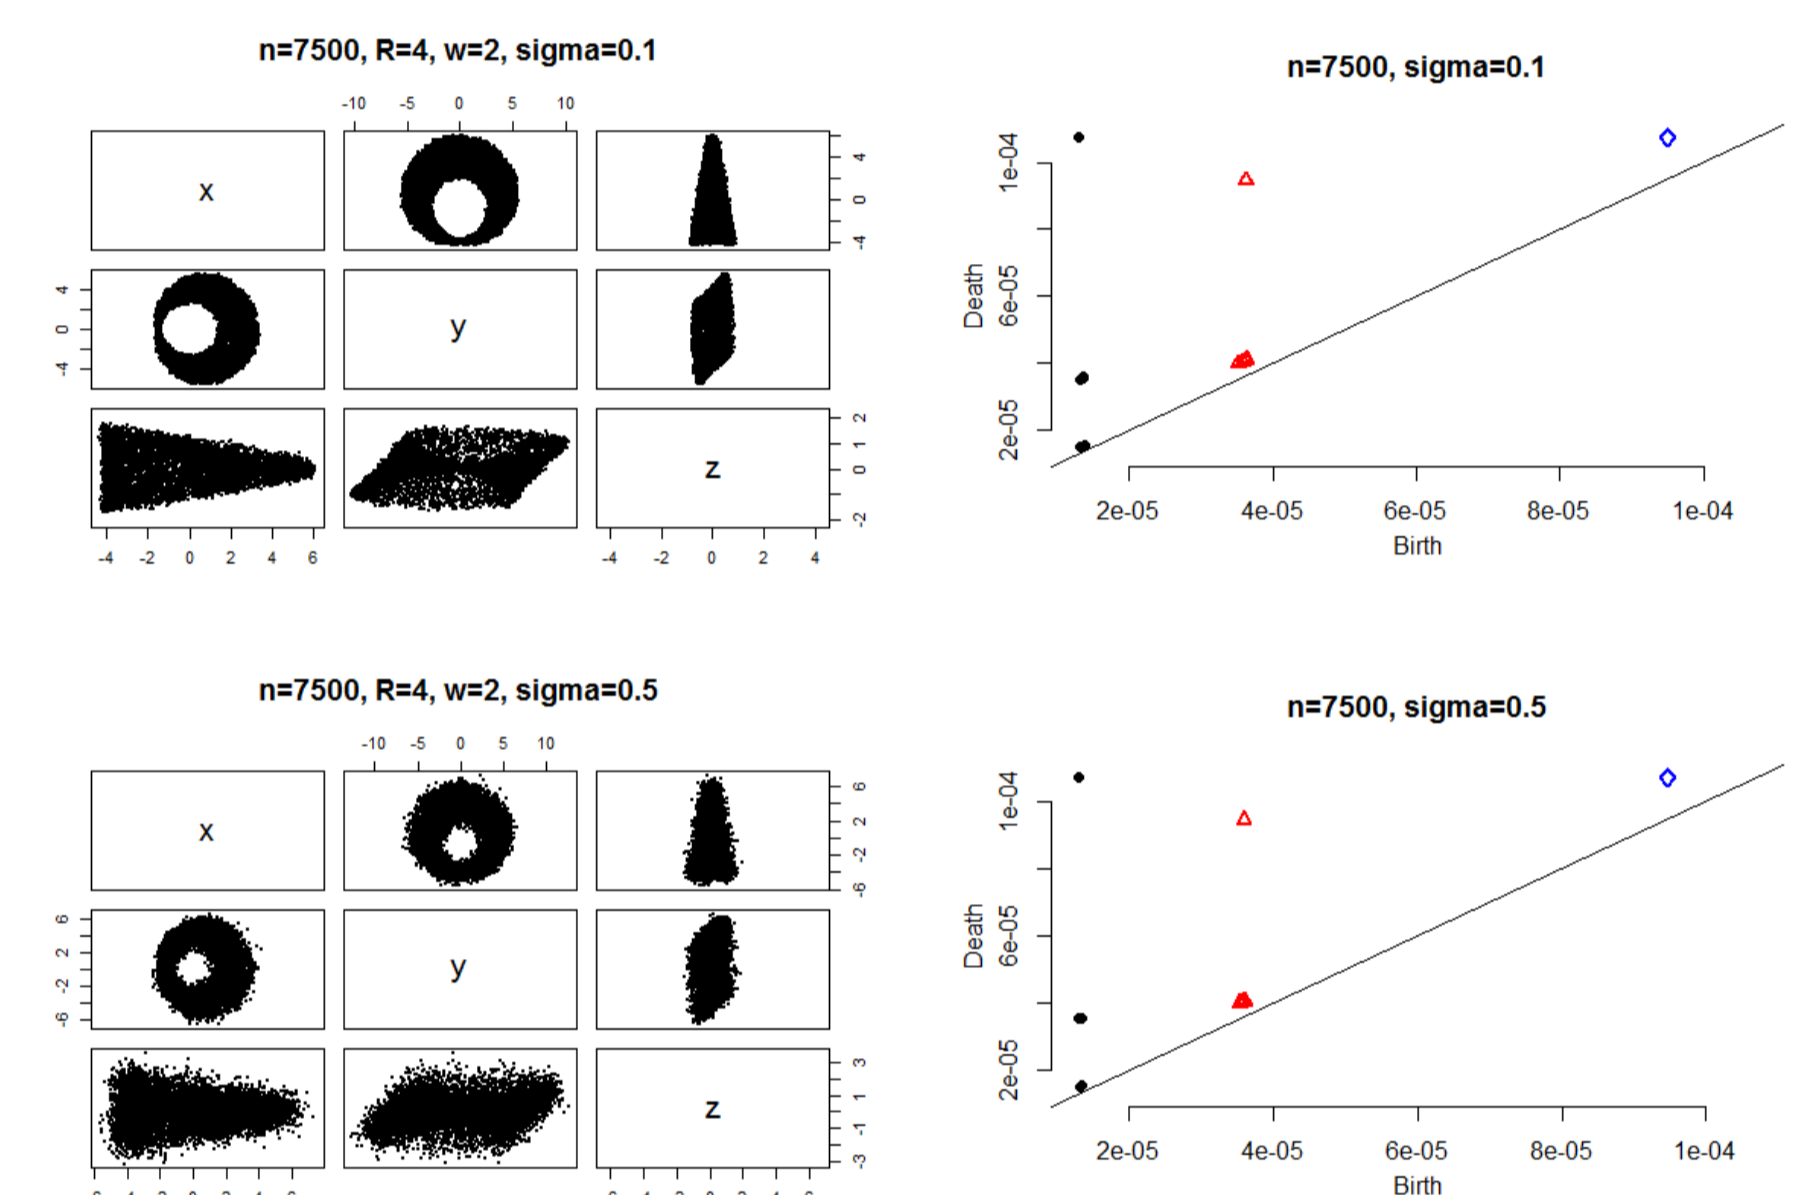 n=7500, R=4, w=2, sigma=0.1
-10 -5 0 5 10
x
4
0
-4
4
0
-4
y
2
1
0
-2
z
-4 -2 0 2 4 6
-4 -2 0 2 4
n=7500, sigma=0.1
1e-04
6e-05
2e-05
Death
2e-05 4e-05 6e-05 8e-05 1e-04
Birth
n=7500, R=4, w=2, sigma=0.5
-10 -5 0 5 10
x
6
2
-2
-6
6
2
-2
-6
y
3
1
-1
-3
z
n=7500, sigma=0.5
1e-04
6e-05
2e-05
Death
2e-05 4e-05 6e-05 8e-05 1e-04
Birth